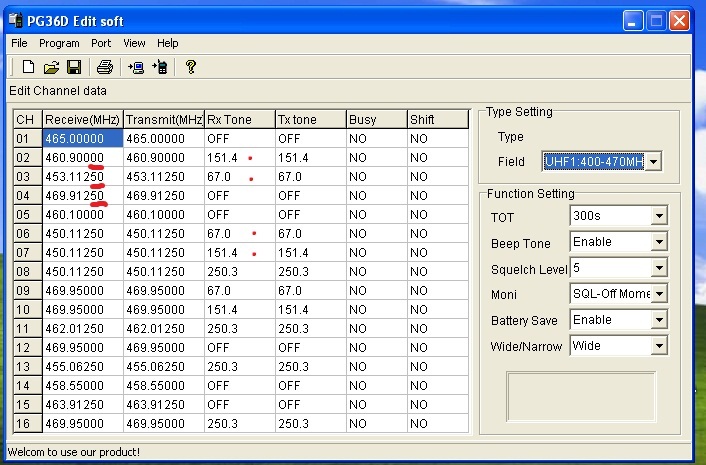 PG36D Edit soft
File Program Port View Help
Edit Channel data
CH Receive(MHz) Transmit(MHz Rx Tone Tx tone Busy Shift
01 465.00000 465.00000 OFF OFF NO NO
02 460.90000 460.90000 151.4 151.4 NO NO
03 453.11250 453.11250 67.0 67.0 NO NO
04 469.91250 469.91250 OFF OFF NO NO
05 460.10000 460.10000 OFF OFF NO NO
06 450.11250 450.11250 67.0 67.0 NO NO
07 450.11250 450.11250 151.4 151.4 NO NO
08 450.11250 450.11250 250.3 250.3 NO NO
09 469.95000 469.95000 67.0 67.0 NO NO
10 469.95000 469.95000 151.4 151.4 NO NO
11 462.01250 462.01250 250.3 250.3 NO NO
12 469.95000 469.95000 OFF OFF NO NO
13 455.06250 455.06250 250.3 250.3 NO NO
14 458.55000 458.55000 OFF OFF NO NO
15 463.91250 463.91250 OFF OFF NO NO
16 469.95000 469.95000 250.3 250.3 NO NO
Type Setting
Type
Field UHF1:400-470MH
Function Setting
TOT 300s
Beep Tone Enable
Squelch Level 5
Moni SQL-Off Mome
Battery Save Enable
Wide/Narrow Wide
Welcom to use our product!